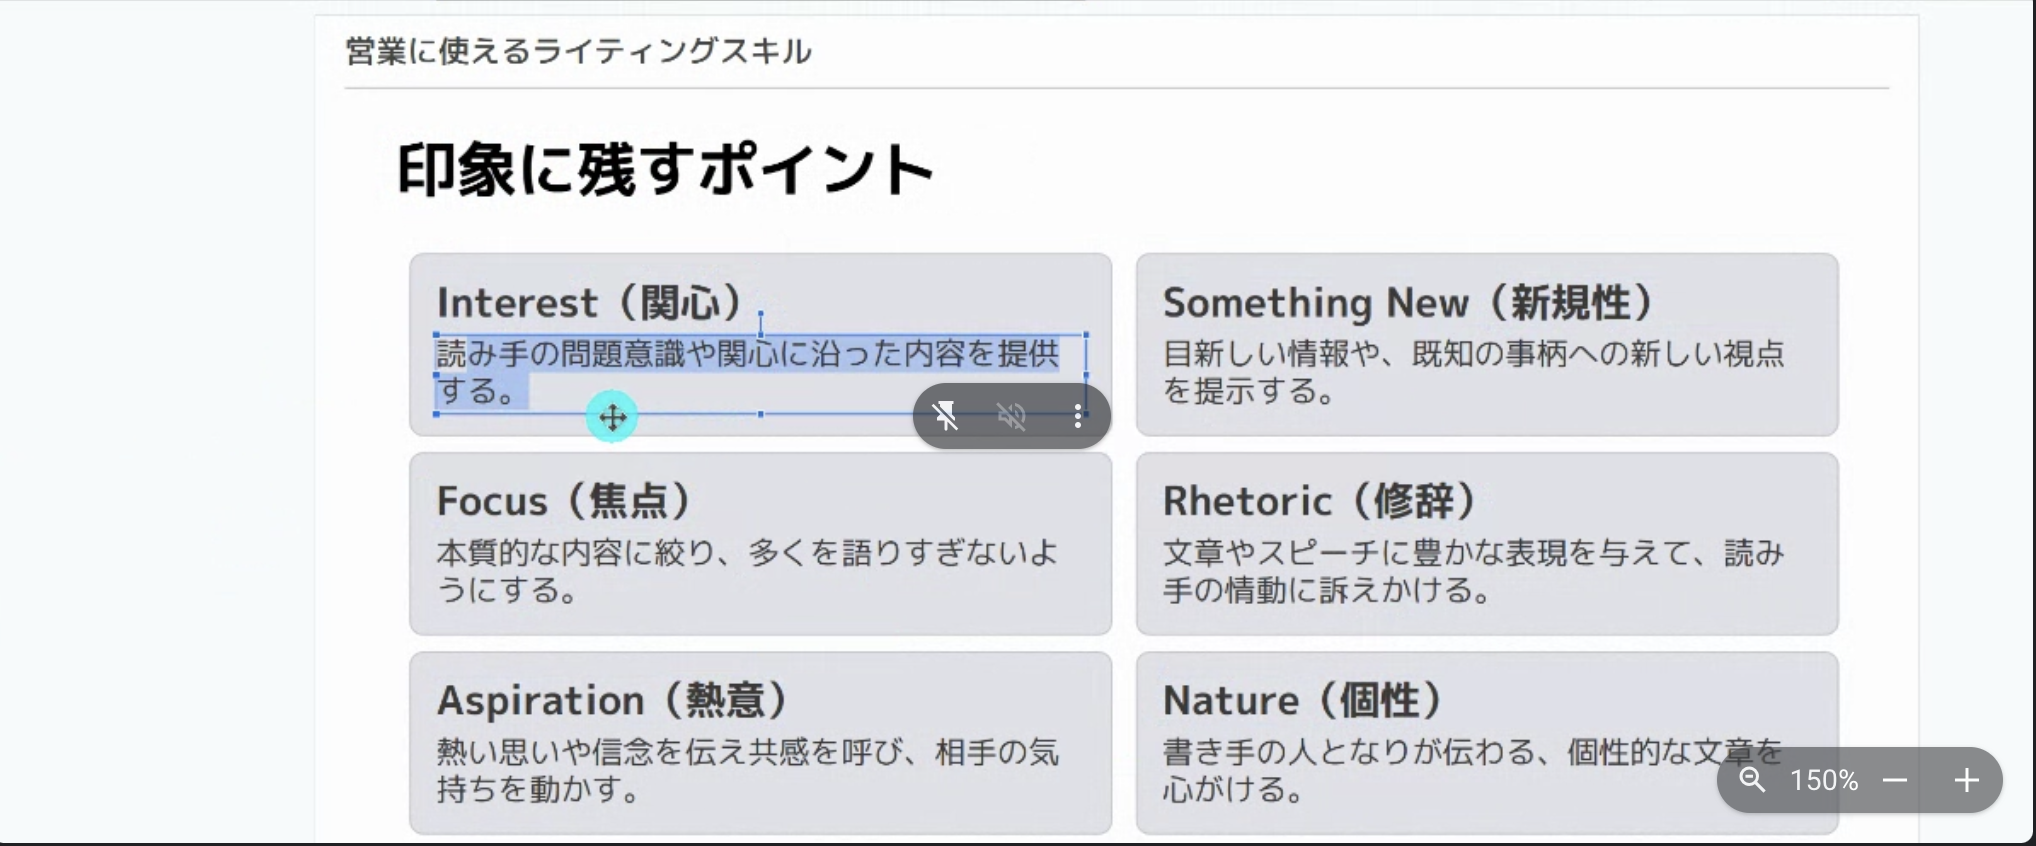 営業に使えるライティングスキル
印象に残すポイント
Interest（関心）
読み手の問題意識や関心に沿った内容を提供
する。
Something New（新規性）
目新しい情報や、既知の事柄への新しい視点
を提示する。
Focus（焦点）
本質的な内容に絞り、多くを語りすぎないよ
うにする。
Rhetoric（修辞）
文章やスピーチに豊かな表現を与えて、読み
手の情動に訴えかける。
Aspiration（熱意）
熱い思いや信念を伝え共感を呼び、相手の気
持ちを動かす。
Nature（個性）
書き手の人となりが伝わる、個性的な文章を
心がける。
150%